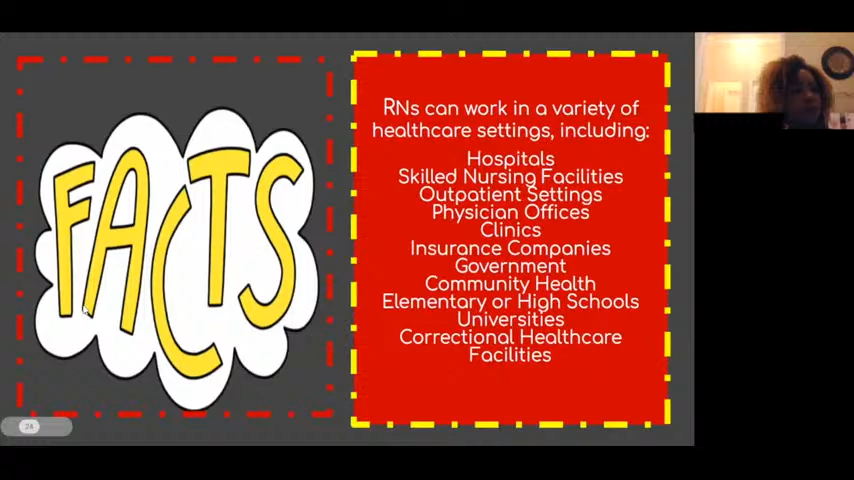 FACTS
RNs can work in a variety of
healthcare settings, including:
Hospitals
Skilled Nursing Facilities
Outpatient Settings
Physician Offices
Clinics
Insurance Companies
Government
Community Health
Elementary or High Schools
Universities
Correctional Healthcare
Facilities
24